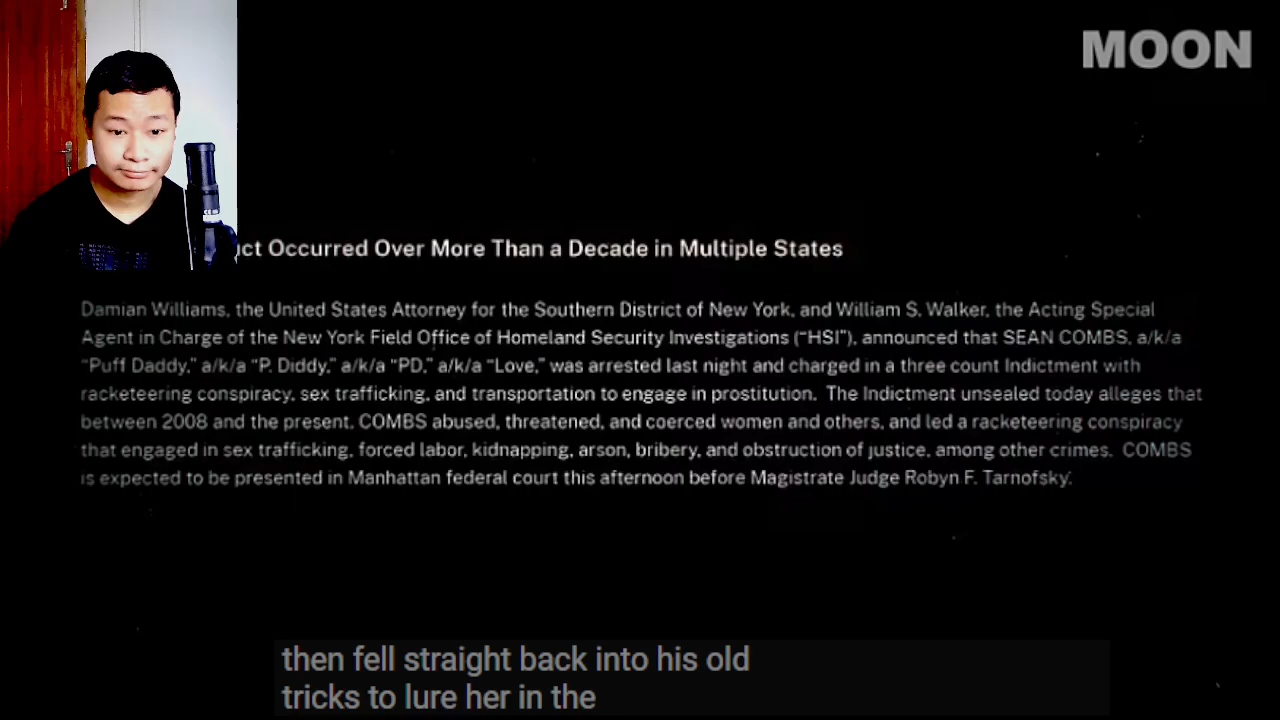 MOON
ct Occurred Over More Than a Decade in Multiple States
Damian Williams, the United States Attorney for the Southern District of New York, and William S. Walker, the Acting Special
Agent in Charge of the New York Field Office of Homeland Security Investigations (“HSI”), announced that SEAN COMBS, a/k/a
“Puff Daddy,” a/k/a “P. Diddy,” a/k/a “PD,” a/k/a “Love,” was arrested last night and charged in a three count Indictment with
racketeering conspiracy, sex trafficking, and transportation to engage in prostitution.  The Indictment unsealed today alleges that
between 2008 and the present, COMBS abused, threatened, and coerced women and others, and led a racketeering conspiracy
that engaged in sex trafficking, forced labor, kidnapping, arson, bribery, and obstruction of justice, among other crimes.  COMBS
is expected to be presented in Manhattan federal court this afternoon before Magistrate Judge Robyn F. Tarnofsky.
then fell straight back into his old
tricks to lure her in the